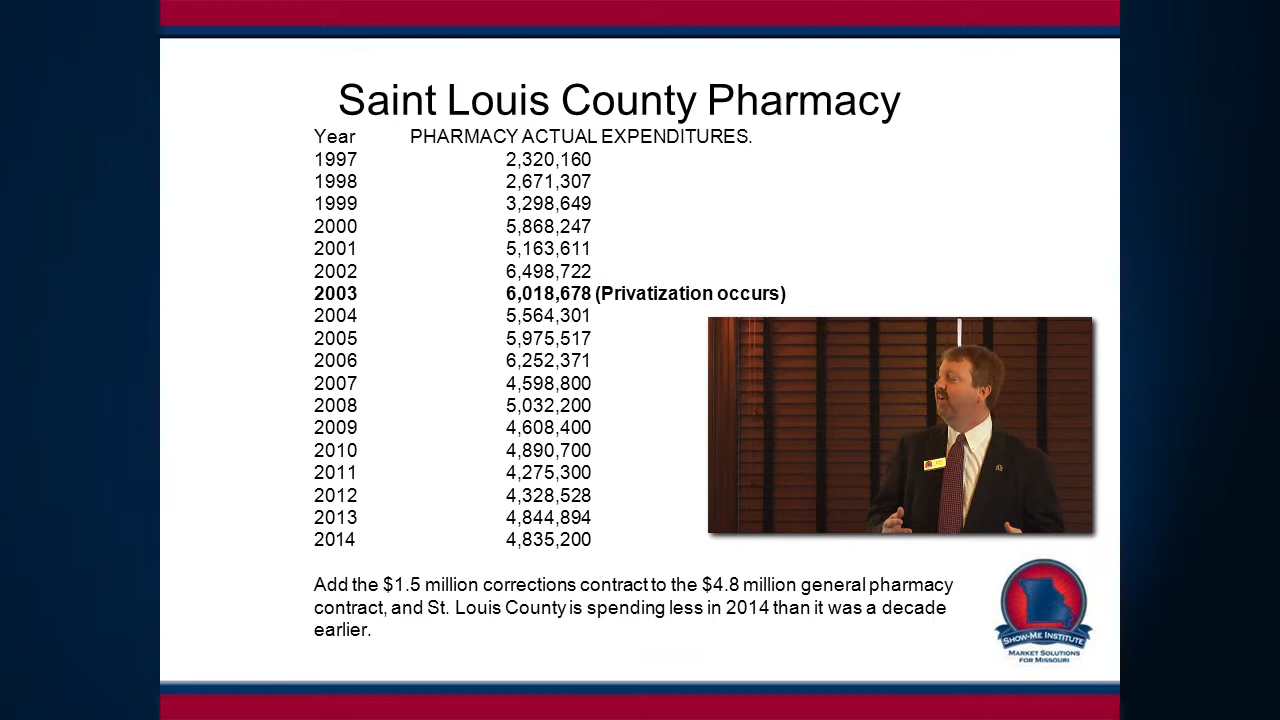 Saint Louis County Pharmacy
Year PHARMACY ACTUAL EXPENDITURES.
1997 2,320,160
1998 2,671,307
1999 3,298,649
2000 5,868,247
2001 5,163,611
2002 6,498,722
2003 6,018,678 (Privatization occurs)
2004 5,564,301
2005 5,975,517
2006 6,252,371
2007 4,598,800
2008 5,032,200
2009 4,608,400
2010 4,890,700
2011 4,275,300
2012 4,328,528
2013 4,844,894
2014 4,835,200
Add the $1.5 million corrections contract to the $4.8 million general pharmacy
contract, and St. Louis County is spending less in 2014 than it was a decade
earlier.
SHOW-ME INSTITUTE
MARKET SOLUTIONS
FOR MISSOURI